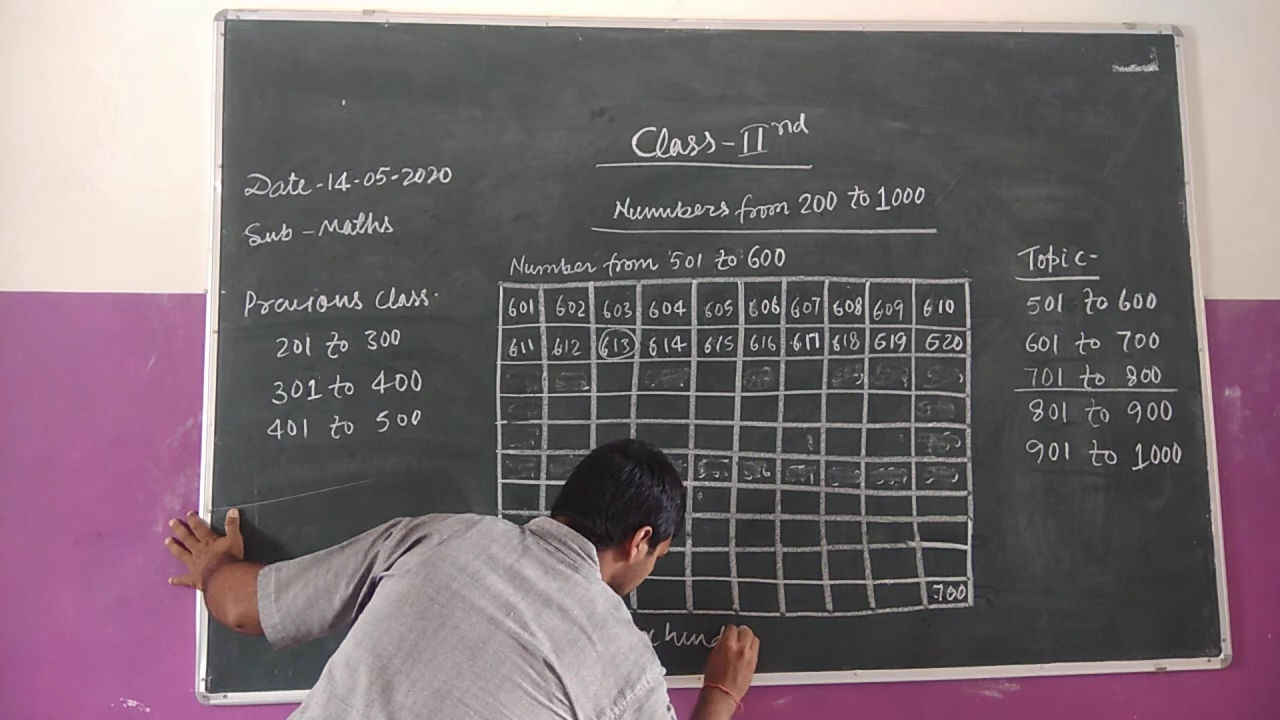 Class-IInd
Date-14-05-2020
Numbers from 200 to 1000
Sub-Maths
Number from 501 to 600
Previous Class.
201 to 300
301 to 400
401 to 500
601 602 603 604 605 606 607 608 609 610
611 612 613 614 615 616 617 618 619 620
700
Topic-
501 to 600
601 to 700
701 to 800
801 to 900
901 to 1000